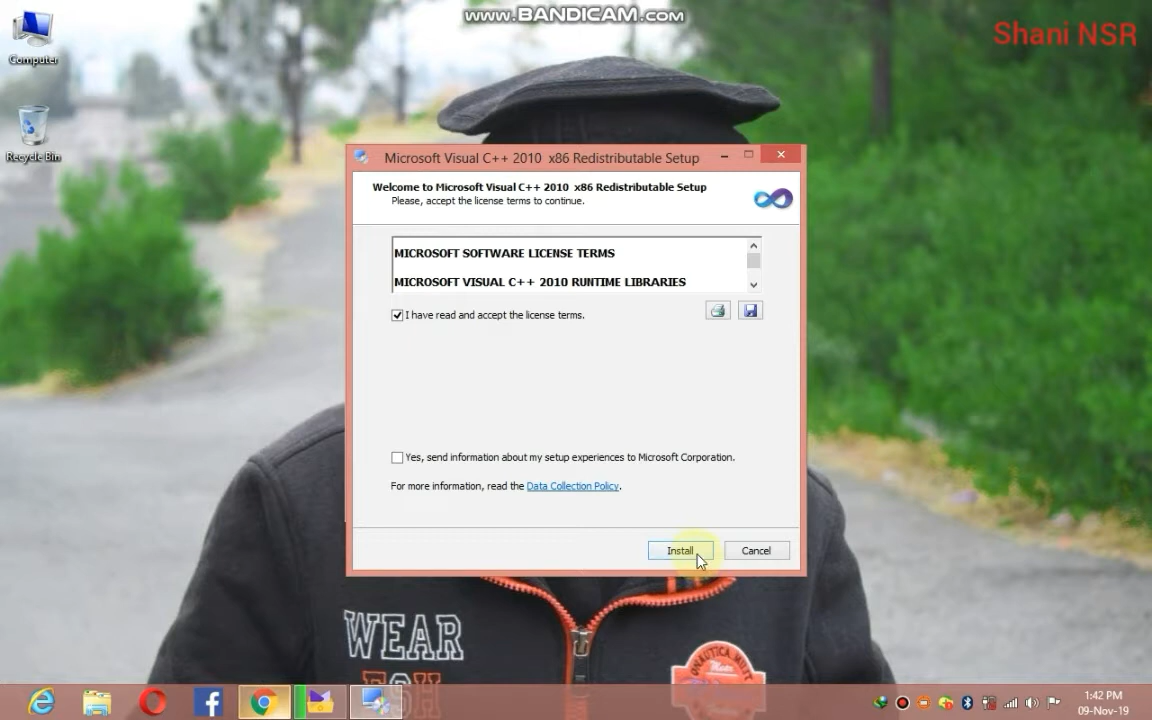 WWW.BANDICAM.COM
Shani NSR
Computer
Recycle Bin
Microsoft Visual C++ 2010 x86 Redistributable Setup
Welcome to Microsoft Visual C++ 2010 x86 Redistributable Setup
Please, accept the license terms to continue.
MICROSOFT SOFTWARE LICENSE TERMS
MICROSOFT VISUAL C++ 2010 RUNTIME LIBRARIES
I have read and accept the license terms.
Yes, send information about my setup experiences to Microsoft Corporation.
For more information, read the Data Collection Policy.
Install
Cancel
WEAR
1:42 PM
09-Nov-19